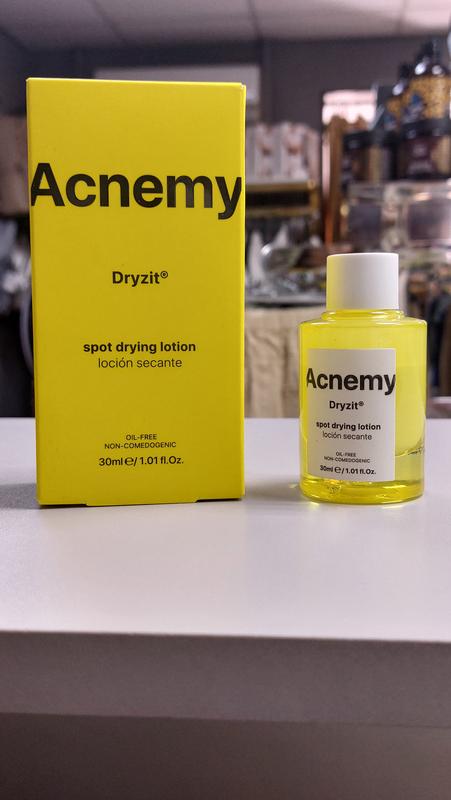 Acnemy
Dryzit®
spot drying lotion
loción secante
OIL-FREE
NON-COMEDOGENIC
30ml ℮/ 1.01 fl.Oz.
Acnemy
Dryzit®
spot drying lotion
loción secante
OIL-FREE
NON-COMEDOGENIC
30ml ℮/ 1.01 fl.Oz.